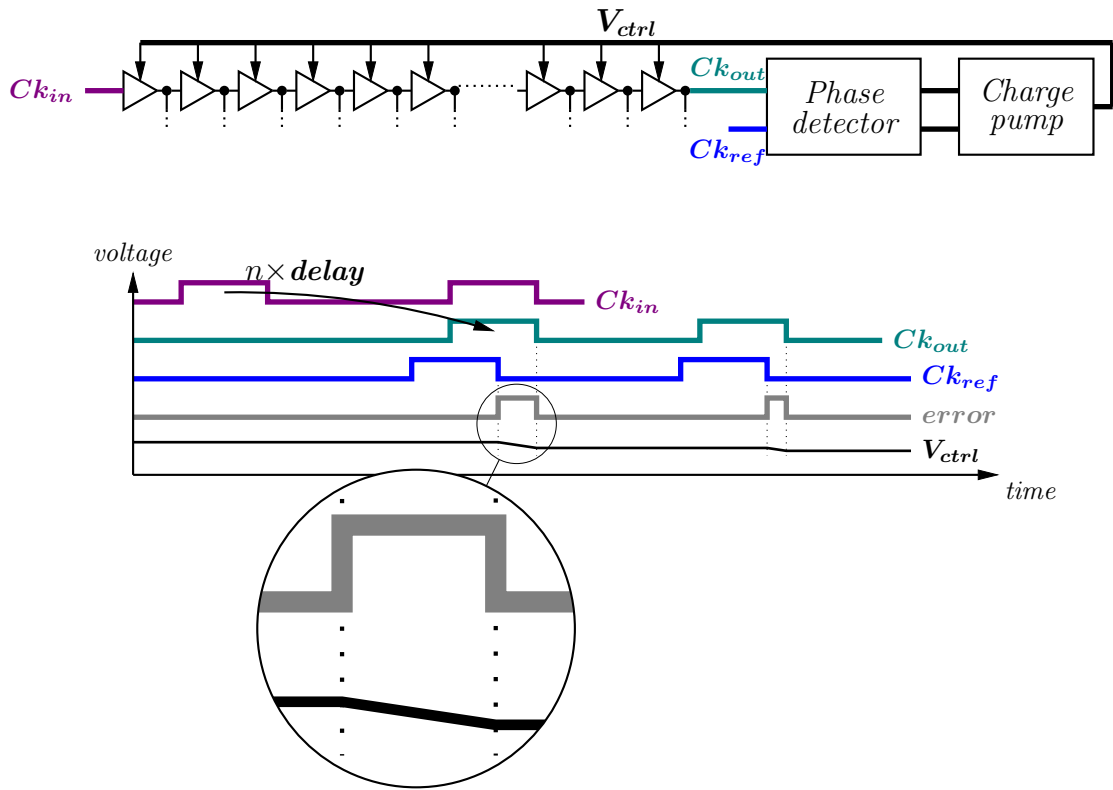 V_ctrl
Ck_in
Ck_out
Ck_ref
Phase
detector
Charge
pump
voltage
n× delay
Ck_in
Ck_out
Ck_ref
error
V_ctrl
time